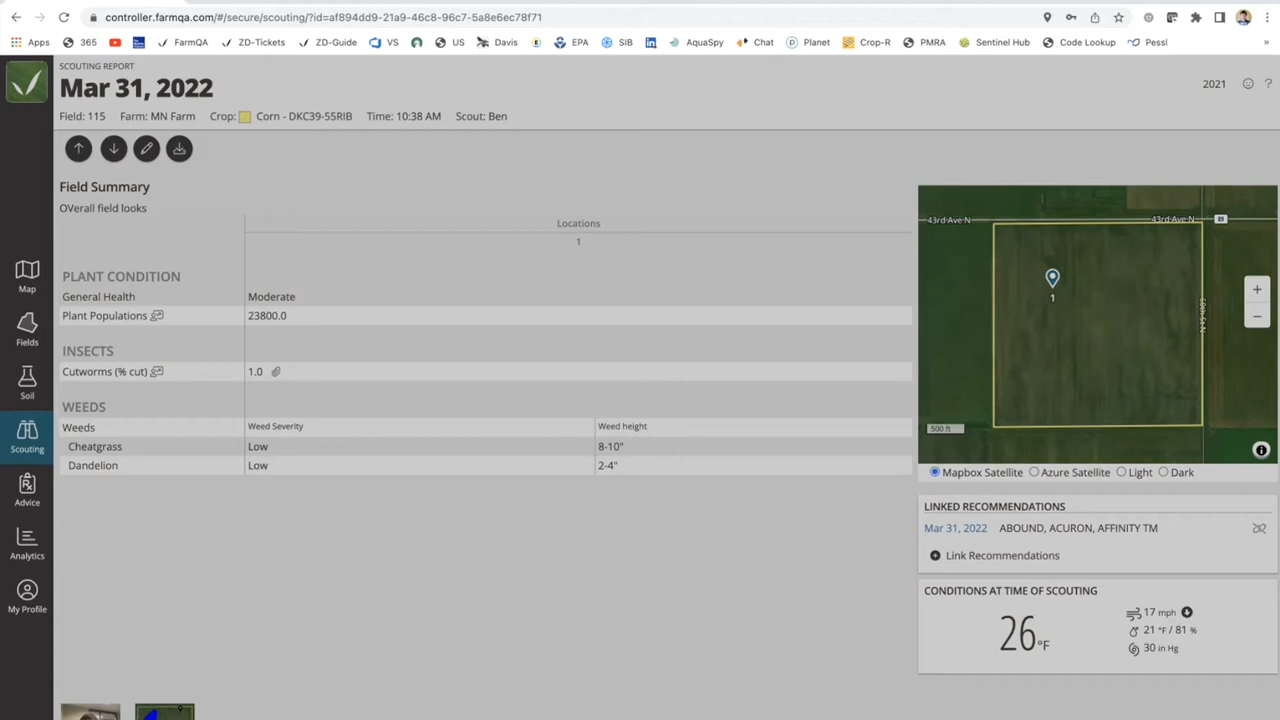 controller.farmqa.com/#/secure/scouting/?id=af894dd9-21a9-46c8-96c7-5a8e6ec78f71
Apps 365 FarmQA ZD-Tickets ZD-Guide VS US Davis EPA SIB AquaSpy Chat Planet Crop-R PMRA Sentinel Hub Code Lookup Pessl »
SCOUTING REPORT
Mar 31, 2022
2021
Field: 115 Farm: MN Farm Crop: Corn - DKC39-55RIB Time: 10:38 AM Scout: Ben
Field Summary
OVerall field looks
Locations
1
PLANT CONDITION
General Health Moderate
Plant Populations 23800.0
INSECTS
Cutworms (% cut) 1.0
WEEDS
Weeds Weed Severity Weed height
Cheatgrass Low 8-10"
Dandelion Low 2-4"
Map
Fields
Soil
Scouting
Advice
Analytics
My Profile
43rd Ave N 43rd Ave N
1
+
−
500 ft
Mapbox Satellite Azure Satellite Light Dark
LINKED RECOMMENDATIONS
Mar 31, 2022 ABOUND, ACURON, AFFINITY TM
Link Recommendations
CONDITIONS AT TIME OF SCOUTING
26 °F
17 mph
21 °F / 81 %
30 in Hg